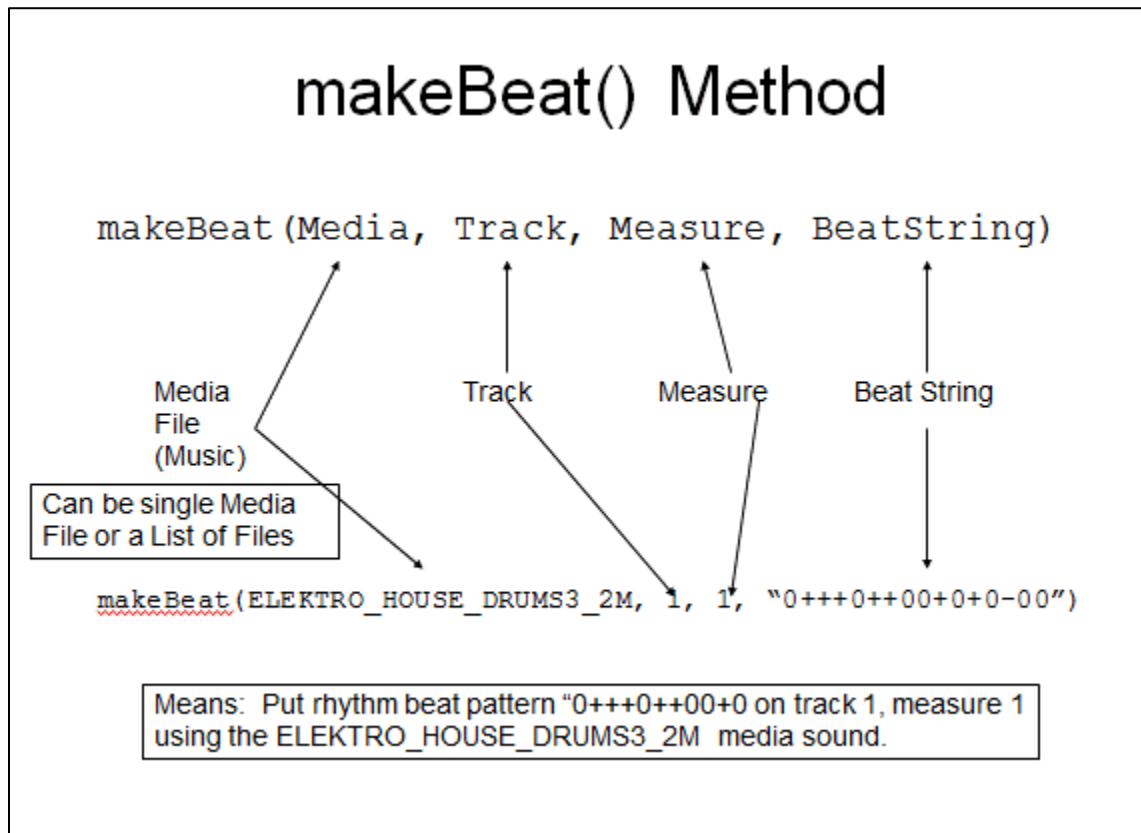 makeBeat() Method
makeBeat(Media, Track, Measure, BeatString)
Media
File
(Music)
Track
Measure
Beat String
Can be single Media
File or a List of Files
makeBeat(ELEKTRO_HOUSE_DRUMS3_2M, 1, 1, “0+++0++00+0+0-00”)
Means:  Put rhythm beat pattern “0+++0++00+0 on track 1, measure 1
using the ELEKTRO_HOUSE_DRUMS3_2M  media sound.